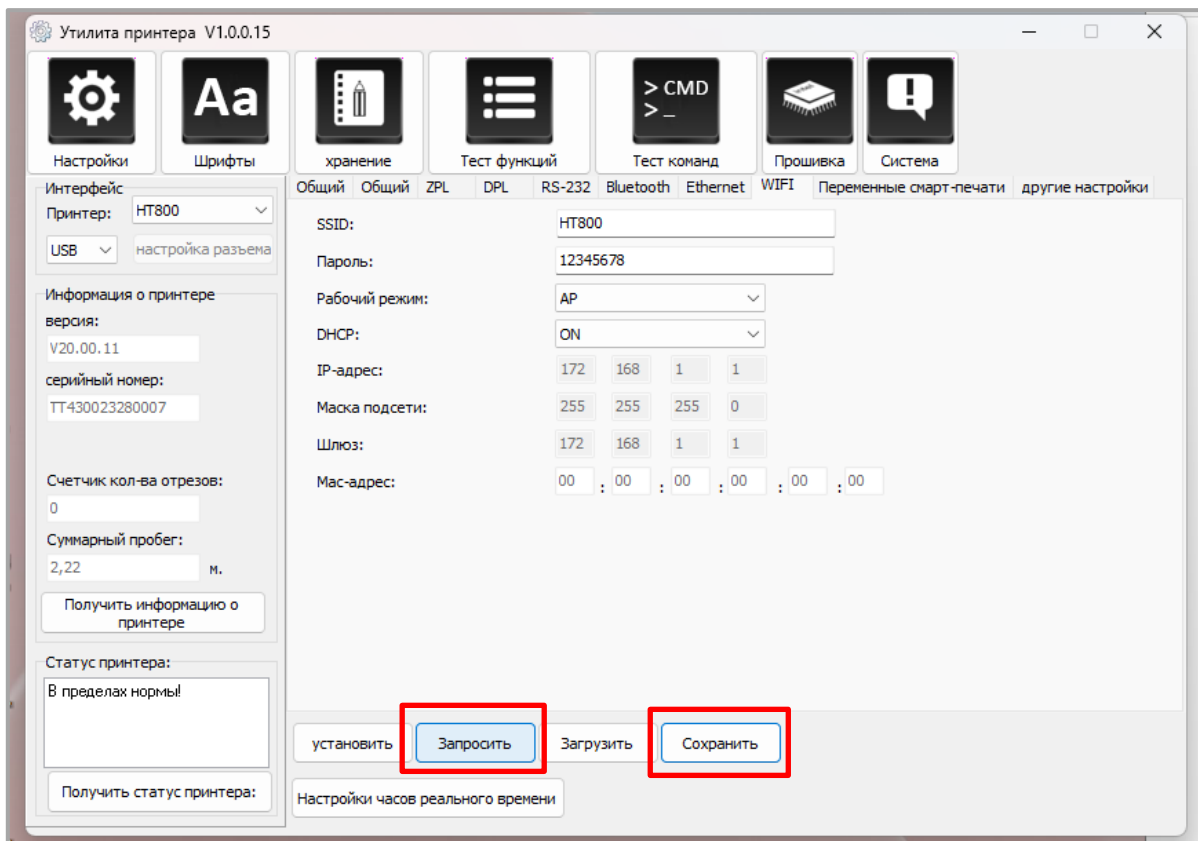 Утилита принтера V1.0.0.15
Aa
> CMD
> _
Настройки Шрифты хранение Тест функций Тест команд Прошивка Система
Интерфейс
Принтер: HT800
USB настройка разъема
Информация о принтере
версия:
V20.00.11
серийный номер:
TT430023280007
Счетчик кол-ва отрезов:
0
Суммарный пробег:
2,22 м.
Получить информацию о
принтере
Статус принтера:
В пределах нормы!
Получить статус принтера:
Общий Общий ZPL DPL RS-232 Bluetooth Ethernet WIFI Переменные смарт-печати другие настройки
SSID: HT800
Пароль: 12345678
Рабочий режим: AP
DHCP: ON
IP-адрес: 172 168 1 1
Маска подсети: 255 255 255 0
Шлюз: 172 168 1 1
Мас-адрес: 00 : 00 : 00 : 00 : 00 : 00
установить Запросить Загрузить Сохранить
Настройки часов реального времени